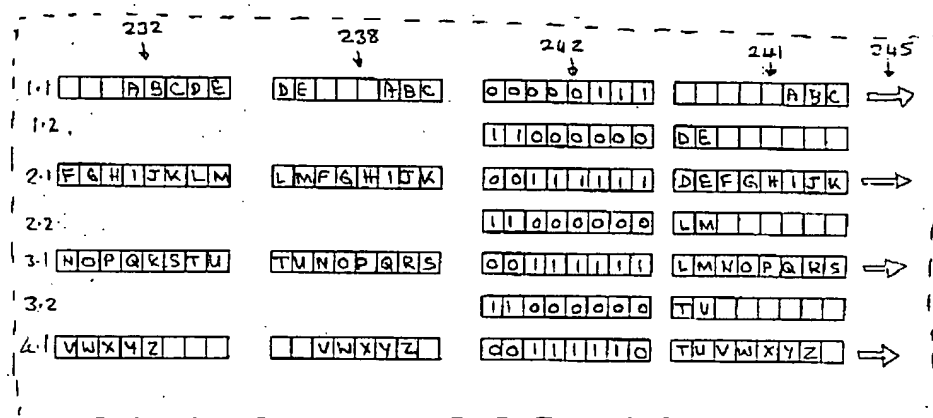 232 238 242 241 245
1.1 A B C D E D E A B C 0 0 0 0 0 1 1 1 A B C
1.2 1 1 0 0 0 0 0 0 D E
2.1 F G H I J K L M L M F G H I J K 0 0 1 1 1 1 1 1 D E F G H I J K
2.2 1 1 0 0 0 0 0 0 L M
3.1 N O P Q R S T U T U N O P Q R S 0 0 1 1 1 1 1 1 L M N O P Q R S
3.2 1 1 0 0 0 0 0 0 T U
4.1 V W X Y Z V W X Y Z 0 0 1 1 1 1 1 0 T U V W X Y Z